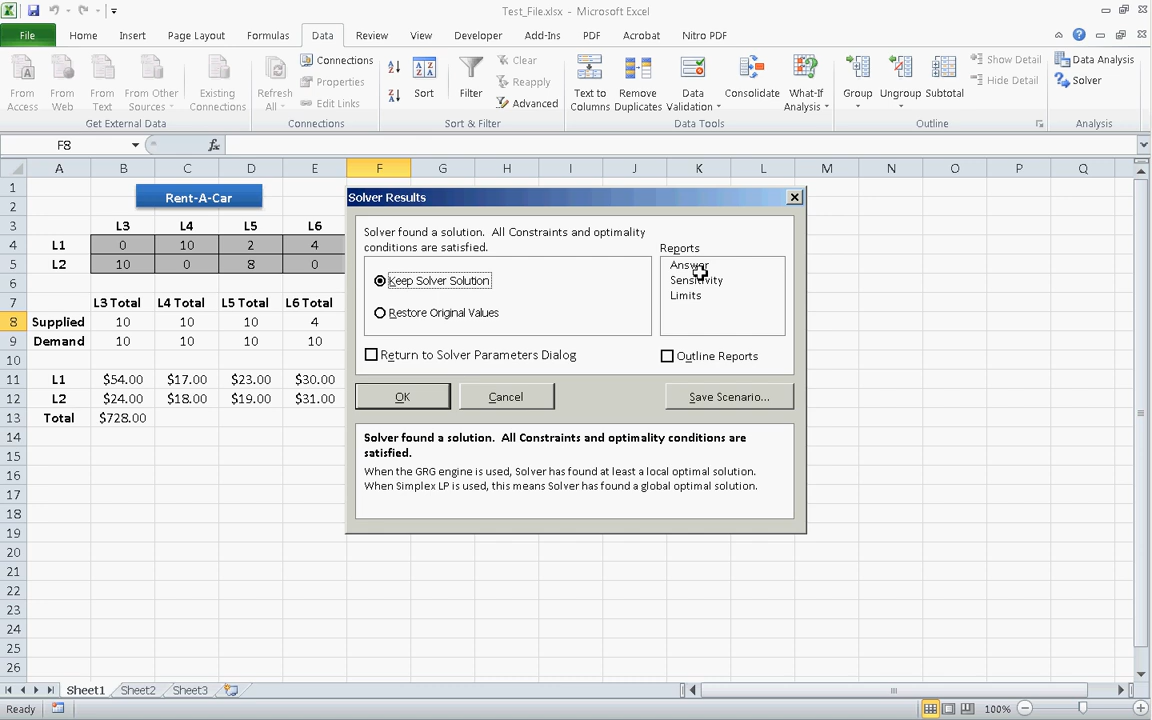 Test_File.xlsx - Microsoft Excel
File Home Insert Page Layout Formulas Data Review View Developer Add-Ins PDF Acrobat Nitro PDF
From Access
From Web
From Text
From Other Sources
Existing Connections
Get External Data
Refresh All
Connections
Properties
Edit Links
Connections
Sort
Filter
Clear
Reapply
Advanced
Sort & Filter
Text to Columns
Remove Duplicates
Data Validation
Consolidate
What-If Analysis
Data Tools
Group
Ungroup
Subtotal
Show Detail
Hide Detail
Outline
Data Analysis
Solver
Analysis
F8 fx
A B C D E F G H I J K L M N O P Q
1 Rent-A-Car
2
3 L3 L4 L5 L6
4 L1 0 10 2 4
5 L2 10 0 8 0
6
7 L3 Total L4 Total L5 Total L6 Total
8 Supplied 10 10 10 4
9 Demand 10 10 10 10
10
11 L1 $54.00 $17.00 $23.00 $30.00
12 L2 $24.00 $18.00 $19.00 $31.00
13 Total $728.00
14
15
16
17
18
19
20
21
22
23
24
25
26
Solver Results
Solver found a solution. All Constraints and optimality
conditions are satisfied.
Keep Solver Solution
Restore Original Values
Reports
Answer
Sensitivity
Limits
Return to Solver Parameters Dialog
Outline Reports
OK Cancel Save Scenario...
Solver found a solution. All Constraints and optimality conditions are
satisfied.
When the GRG engine is used, Solver has found at least a local optimal solution.
When Simplex LP is used, this means Solver has found a global optimal solution.
Sheet1 Sheet2 Sheet3
Ready 100%